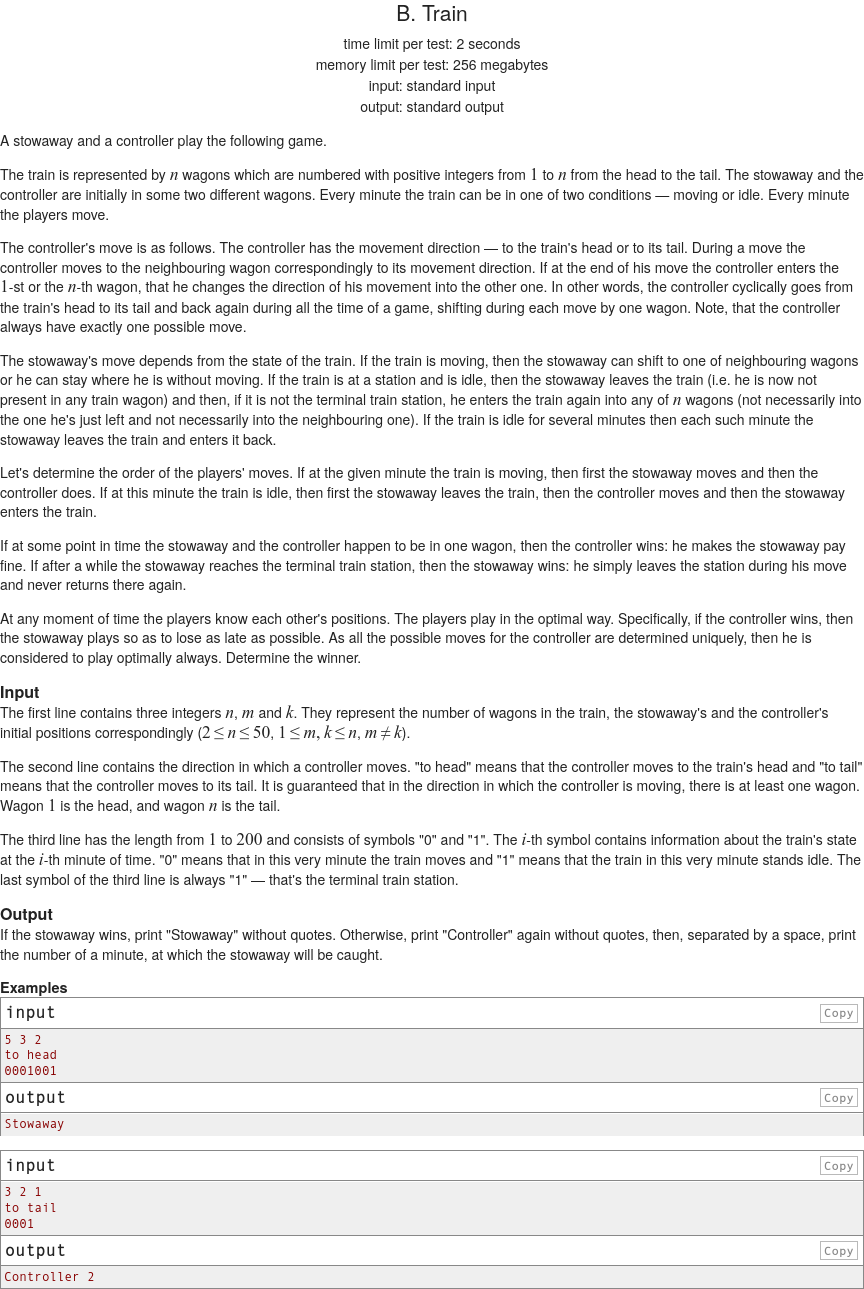 B. Train
time limit per test: 2 seconds
memory limit per test: 256 megabytes
input: standard input
output: standard output
A stowaway and a controller play the following game.
The train is represented by n wagons which are numbered with positive integers from 1 to n from the head to the tail. The stowaway and the
controller are initially in some two different wagons. Every minute the train can be in one of two conditions — moving or idle. Every minute
the players move.
The controller's move is as follows. The controller has the movement direction — to the train's head or to its tail. During a move the
controller moves to the neighbouring wagon correspondingly to its movement direction. If at the end of his move the controller enters the
1-st or the n-th wagon, that he changes the direction of his movement into the other one. In other words, the controller cyclically goes from
the train's head to its tail and back again during all the time of a game, shifting during each move by one wagon. Note, that the controller
always have exactly one possible move.
The stowaway's move depends from the state of the train. If the train is moving, then the stowaway can shift to one of neighbouring wagons
or he can stay where he is without moving. If the train is at a station and is idle, then the stowaway leaves the train (i.e. he is now not
present in any train wagon) and then, if it is not the terminal train station, he enters the train again into any of n wagons (not necessarily into
the one he's just left and not necessarily into the neighbouring one). If the train is idle for several minutes then each such minute the
stowaway leaves the train and enters it back.
Let's determine the order of the players' moves. If at the given minute the train is moving, then first the stowaway moves and then the
controller does. If at this minute the train is idle, then first the stowaway leaves the train, then the controller moves and then the stowaway
enters the train.
If at some point in time the stowaway and the controller happen to be in one wagon, then the controller wins: he makes the stowaway pay
fine. If after a while the stowaway reaches the terminal train station, then the stowaway wins: he simply leaves the station during his move
and never returns there again.
At any moment of time the players know each other's positions. The players play in the optimal way. Specifically, if the controller wins, then
the stowaway plays so as to lose as late as possible. As all the possible moves for the controller are determined uniquely, then he is
considered to play optimally always. Determine the winner.
Input
The first line contains three integers n, m and k. They represent the number of wagons in the train, the stowaway's and the controller's
initial positions correspondingly (2 ≤ n ≤ 50, 1 ≤ m, k ≤ n, m ≠ k).
The second line contains the direction in which a controller moves. "to head" means that the controller moves to the train's head and "to tail"
means that the controller moves to its tail. It is guaranteed that in the direction in which the controller is moving, there is at least one wagon.
Wagon 1 is the head, and wagon n is the tail.
The third line has the length from 1 to 200 and consists of symbols "0" and "1". The i-th symbol contains information about the train's state
at the i-th minute of time. "0" means that in this very minute the train moves and "1" means that the train in this very minute stands idle. The
last symbol of the third line is always "1" — that's the terminal train station.
Output
If the stowaway wins, print "Stowaway" without quotes. Otherwise, print "Controller" again without quotes, then, separated by a space, print
the number of a minute, at which the stowaway will be caught.
Examples
input
Copy
5 3 2
to head
0001001
output
Copy
Stowaway
input
Copy
3 2 1
to tail
0001
output
Copy
Controller 2